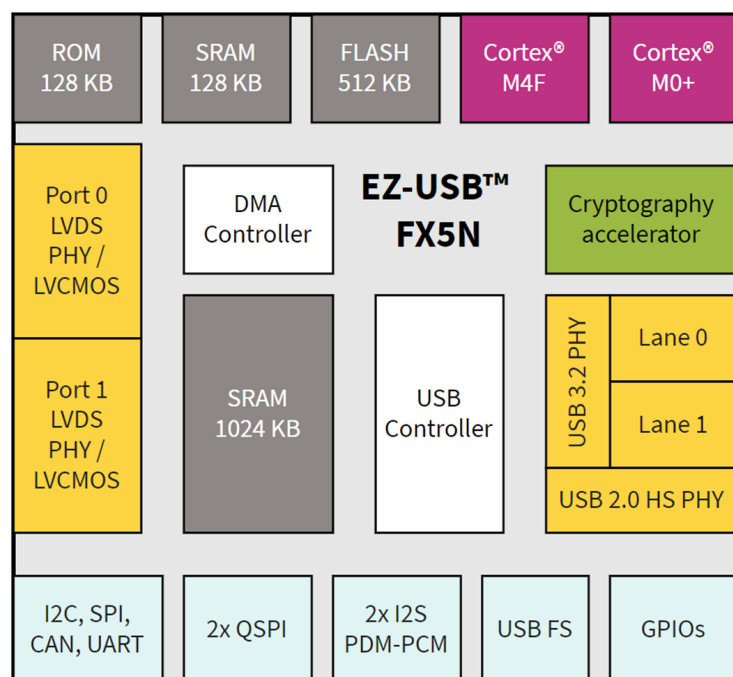 ROM
128 KB
SRAM
128 KB
FLASH
512 KB
Cortex®
M4F
Cortex®
M0+
Port 0
LVDS
PHY /
LVCMOS
DMA
Controller
EZ-USB™
FX5N
Cryptography
accelerator
Port 1
LVDS
PHY /
LVCMOS
SRAM
1024 KB
USB
Controller
USB 3.2 PHY
Lane 0
Lane 1
USB 2.0 HS PHY
I2C, SPI,
CAN, UART
2x QSPI
2x I2S
PDM-PCM
USB FS
GPIOs